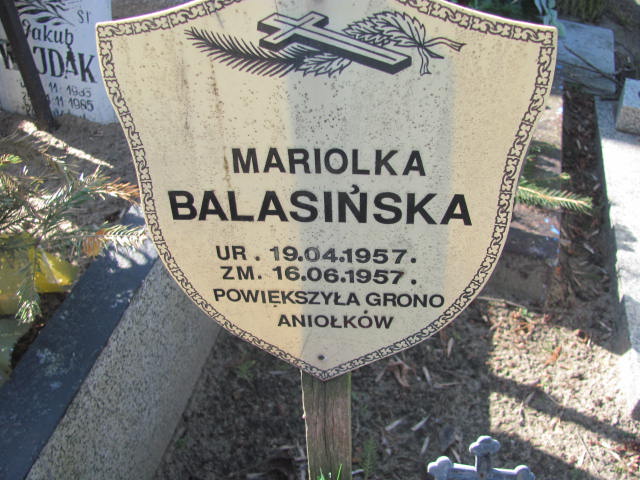 MARIOLKA
BALASIŃSKA
UR. 19.04.1957.
ZM. 16.06.1957.
POWIĘKSZYŁA GRONO
ANIOŁKÓW
Jakub